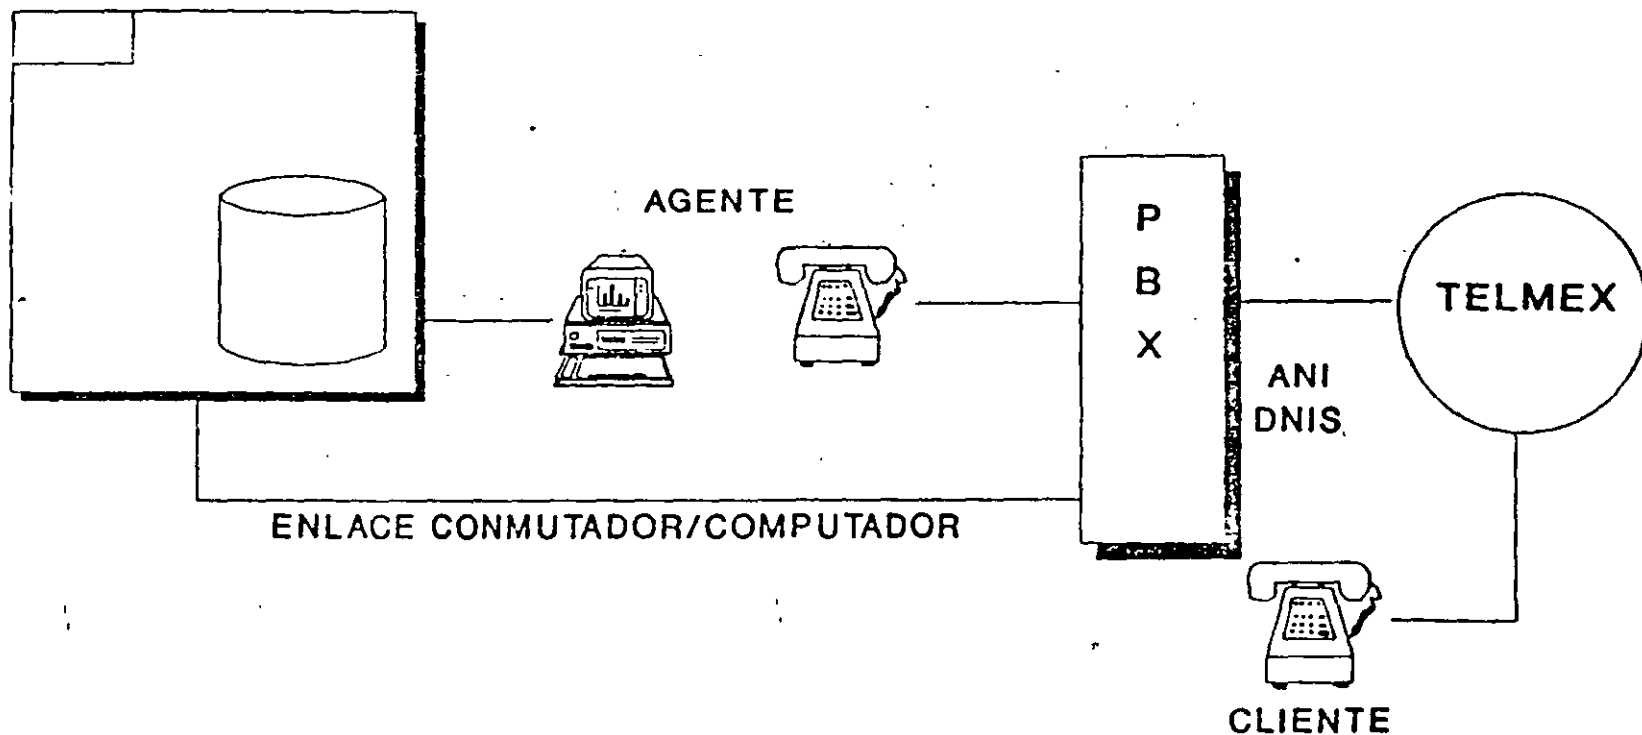 AGENTE
P
B
X
TELMEX
ANI
DNIS
ENLACE CONMUTADOR/COMPUTADOR
CLIENTE